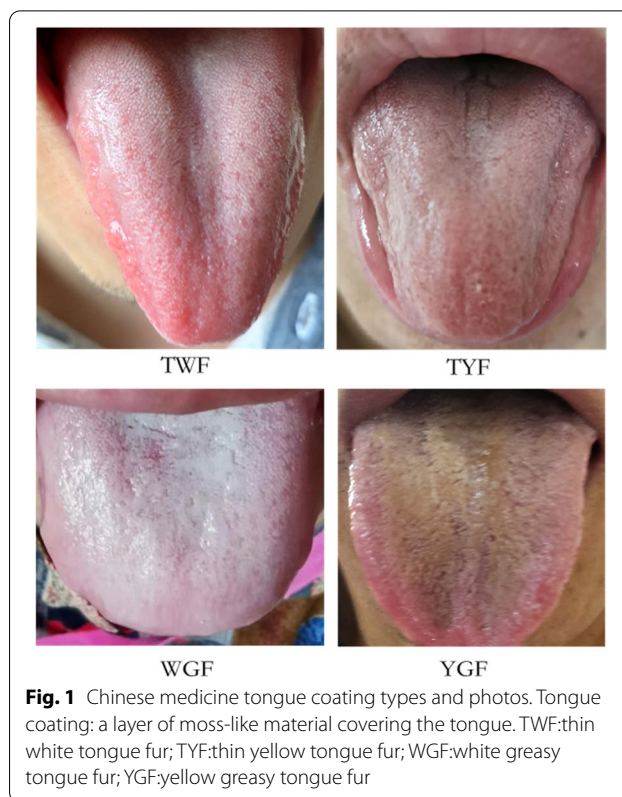 TWF
TYF
WGF
YGF
Fig. 1 Chinese medicine tongue coating types and photos. Tongue
coating: a layer of moss-like material covering the tongue. TWF:thin
white tongue fur; TYF:thin yellow tongue fur; WGF:white greasy
tongue fur; YGF:yellow greasy tongue fur